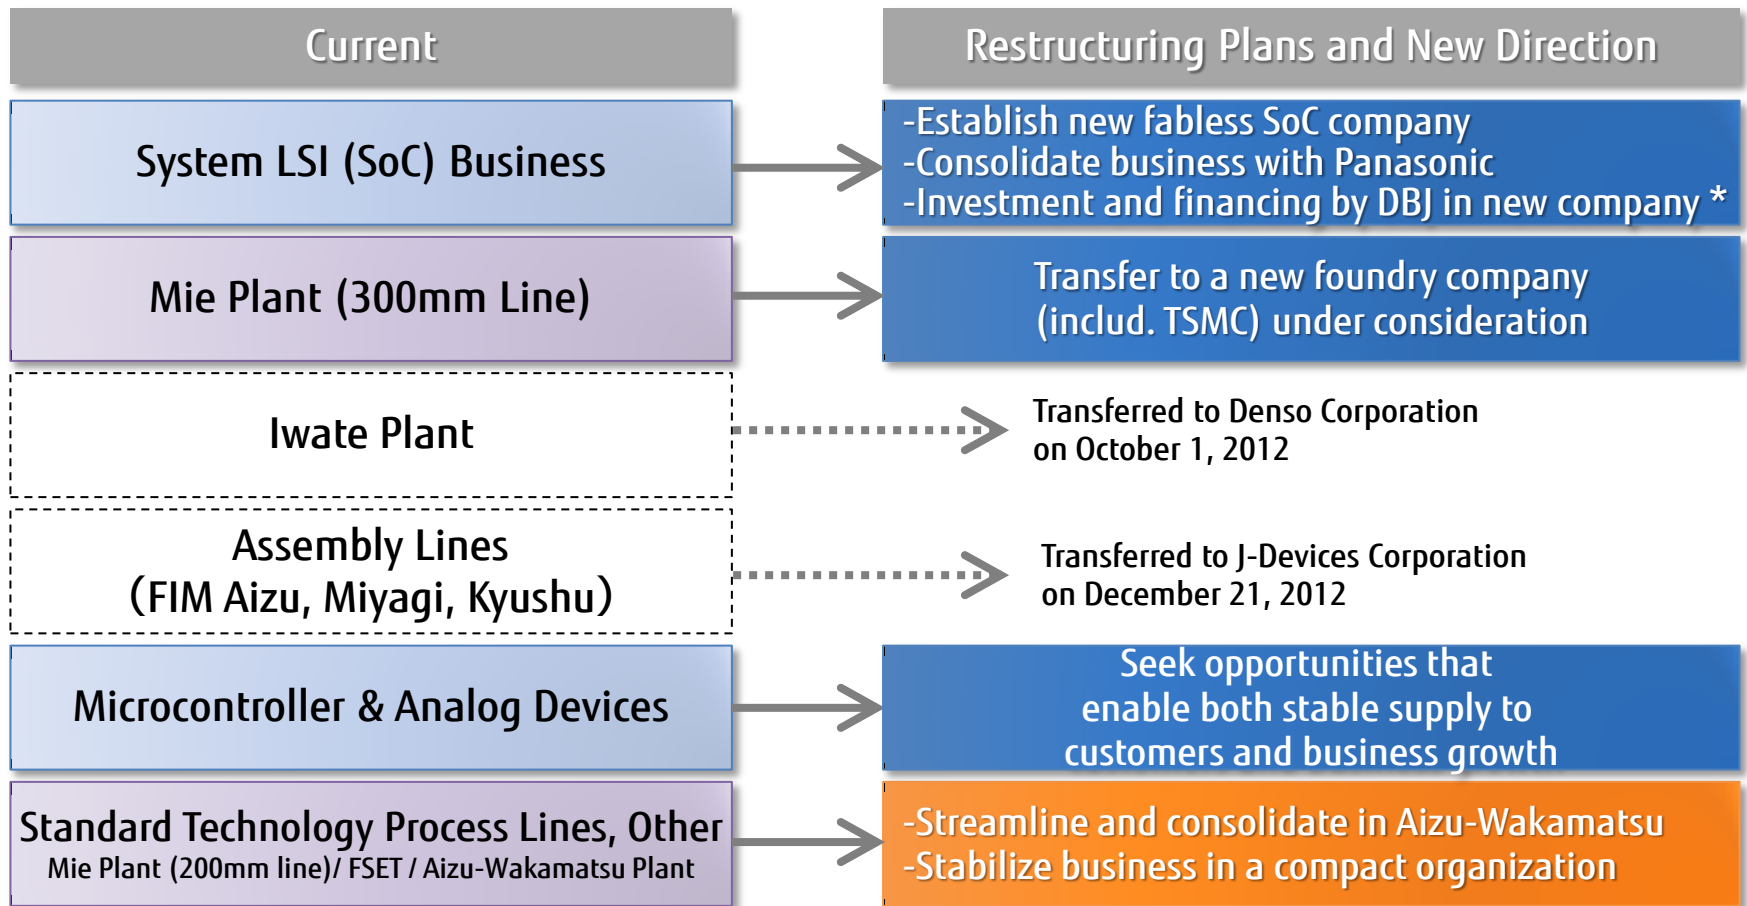 Current
Restructuring Plans and New Direction
System LSI (SoC) Business
-Establish new fabless SoC company
-Consolidate business with Panasonic
-Investment and financing by DBJ in new company *
Mie Plant (300mm Line)
Transfer to a new foundry company
(includ. TSMC) under consideration
Iwate Plant
Transferred to Denso Corporation
on October 1, 2012
Assembly Lines
(FIM Aizu, Miyagi, Kyushu)
Transferred to J-Devices Corporation
on December 21, 2012
Microcontroller & Analog Devices
Seek opportunities that
enable both stable supply to
customers and business growth
Standard Technology Process Lines, Other
Mie Plant (200mm line)/ FSET / Aizu-Wakamatsu Plant
-Streamline and consolidate in Aizu-Wakamatsu
-Stabilize business in a compact organization